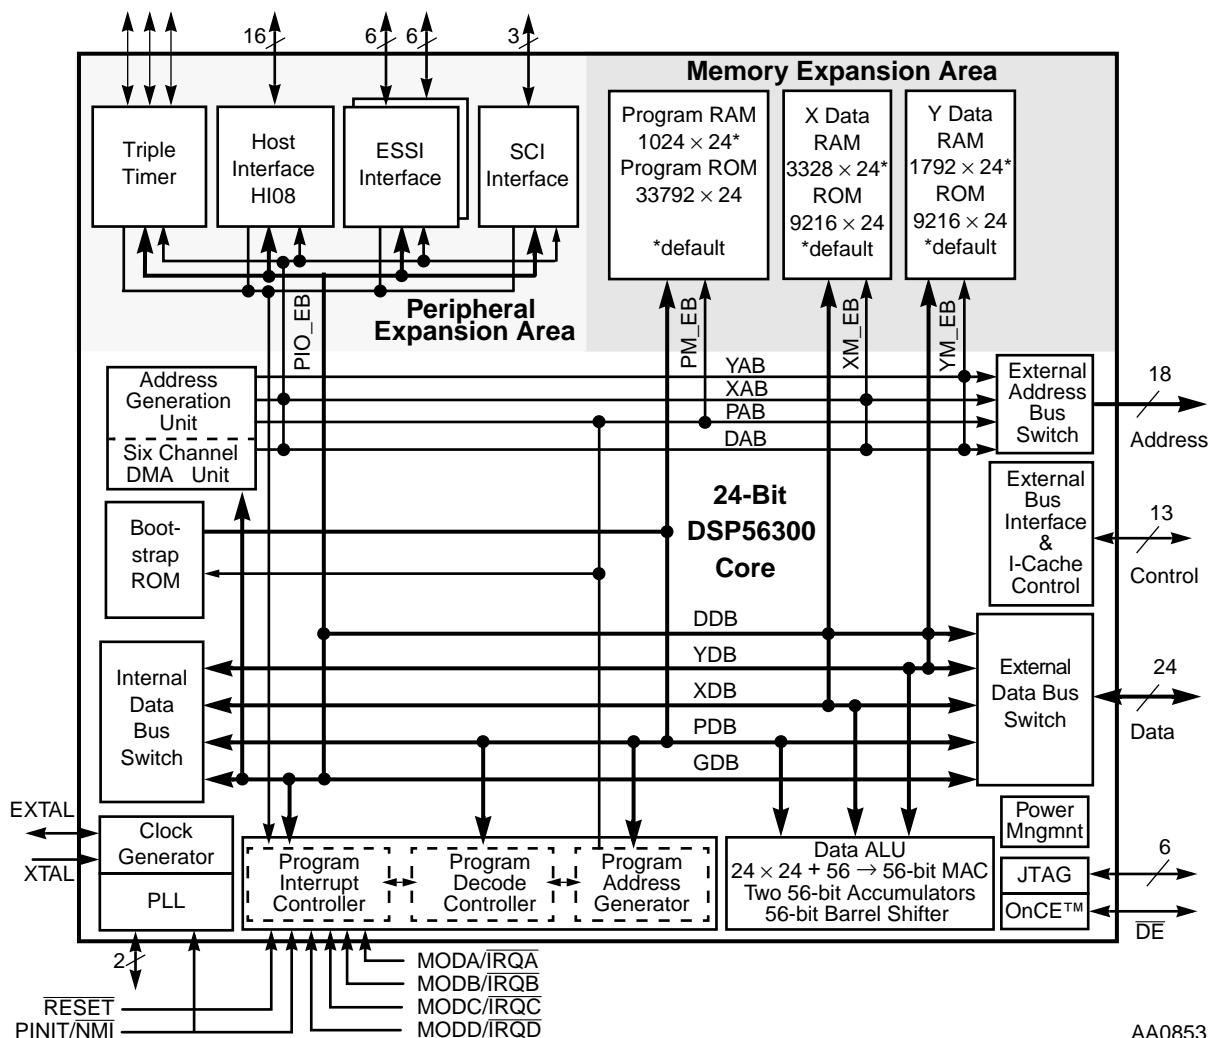 16
6
6
3
Memory Expansion Area
Triple
Timer
Host
Interface
HI08
ESSI
Interface
SCI
Interface
Program RAM
1024 × 24*
Program ROM
33792 × 24
*default
X Data
RAM
3328 × 24*
ROM
9216 × 24
*default
Y Data
RAM
1792 × 24*
ROM
9216 × 24
*default
Peripheral
Expansion Area
PIO_EB
PM_EB
XM_EB
YM_EB
Address
Generation
Unit
Six Channel
DMA Unit
YAB
XAB
PAB
DAB
External
Address
Bus
Switch
18
Address
Boot-
strap
ROM
24-Bit
DSP56300
Core
External
Bus
Interface
&
I-Cache
Control
13
Control
Internal
Data
Bus
Switch
DDB
YDB
XDB
PDB
GDB
External
Data Bus
Switch
24
Data
EXTAL
XTAL
Clock
Generator
PLL
Program
Interrupt
Controller
Program
Decode
Controller
Program
Address
Generator
Data ALU
24 × 24 + 56 → 56-bit MAC
Two 56-bit Accumulators
56-bit Barrel Shifter
Power
Mngmnt
JTAG
OnCE™
6
DE
2
RESET
PINIT/NMI
MODA/IRQA
MODB/IRQB
MODC/IRQC
MODD/IRQD
AA0853